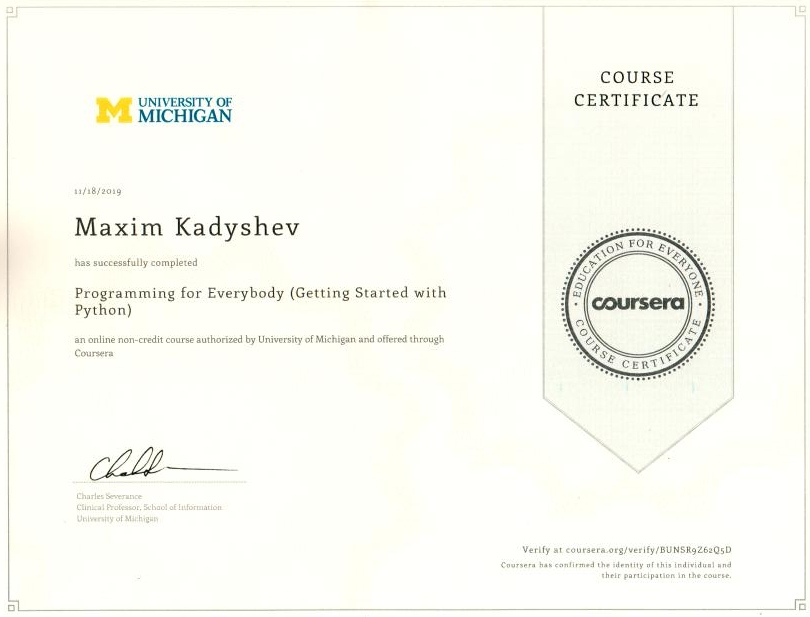 COURSE
CERTIFICATE
UNIVERSITY OF
MICHIGAN
11/18/2019
Maxim Kadyshev
has successfully completed
Programming for Everybody (Getting Started with
Python)
an online non-credit course authorized by University of Michigan and offered through
Coursera
EDUCATION FOR EVERYONE
coursera
COURSE CERTIFICATE
Charles Severance
Clinical Professor, School of Information
University of Michigan
Verify at coursera.org/verify/BUNSR9Z62Q5D
Coursera has confirmed the identity of this individual and
their participation in the course.